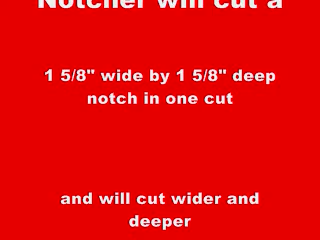 Notcher will cut a
1 5/8" wide by 1 5/8" deep
notch in one cut
and will cut wider and
deeper